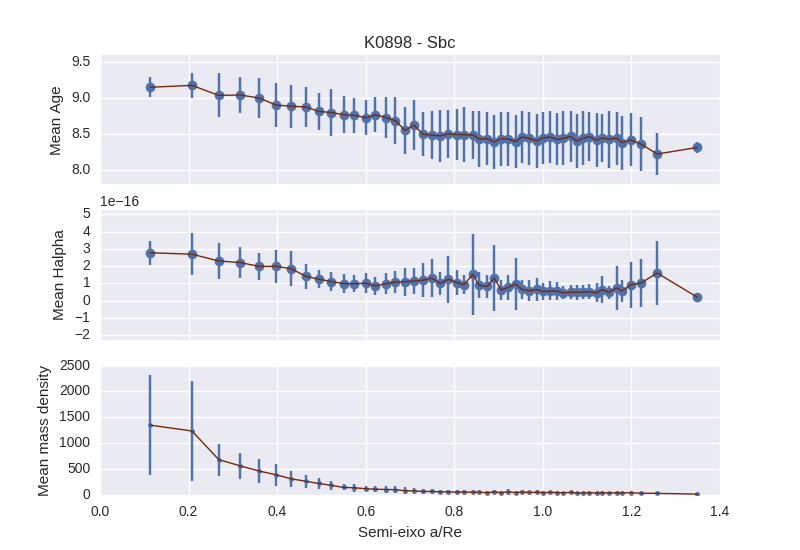 K0898 - Sbc
9.5
9.0
8.5
8.0
Mean Age
1e−16
5
4
3
2
1
0
−1
−2
Mean Halpha
2500
2000
1500
1000
500
0
Mean mass density
0.0 0.2 0.4 0.6 0.8 1.0 1.2 1.4
Semi-eixo a/Re